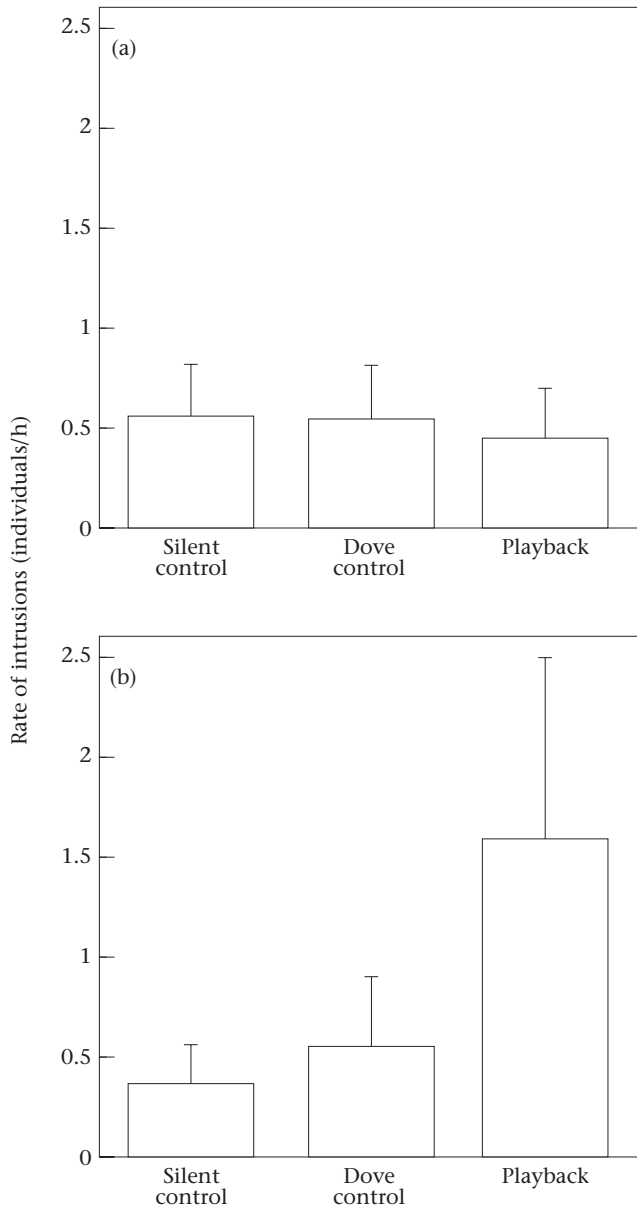 Rate of intrusions (individuals/h)
2.5
(a)
2
1.5
1
0.5
0
Silent
control
Dove
control
Playback
2.5
(b)
2
1.5
1
0.5
0
Silent
control
Dove
control
Playback